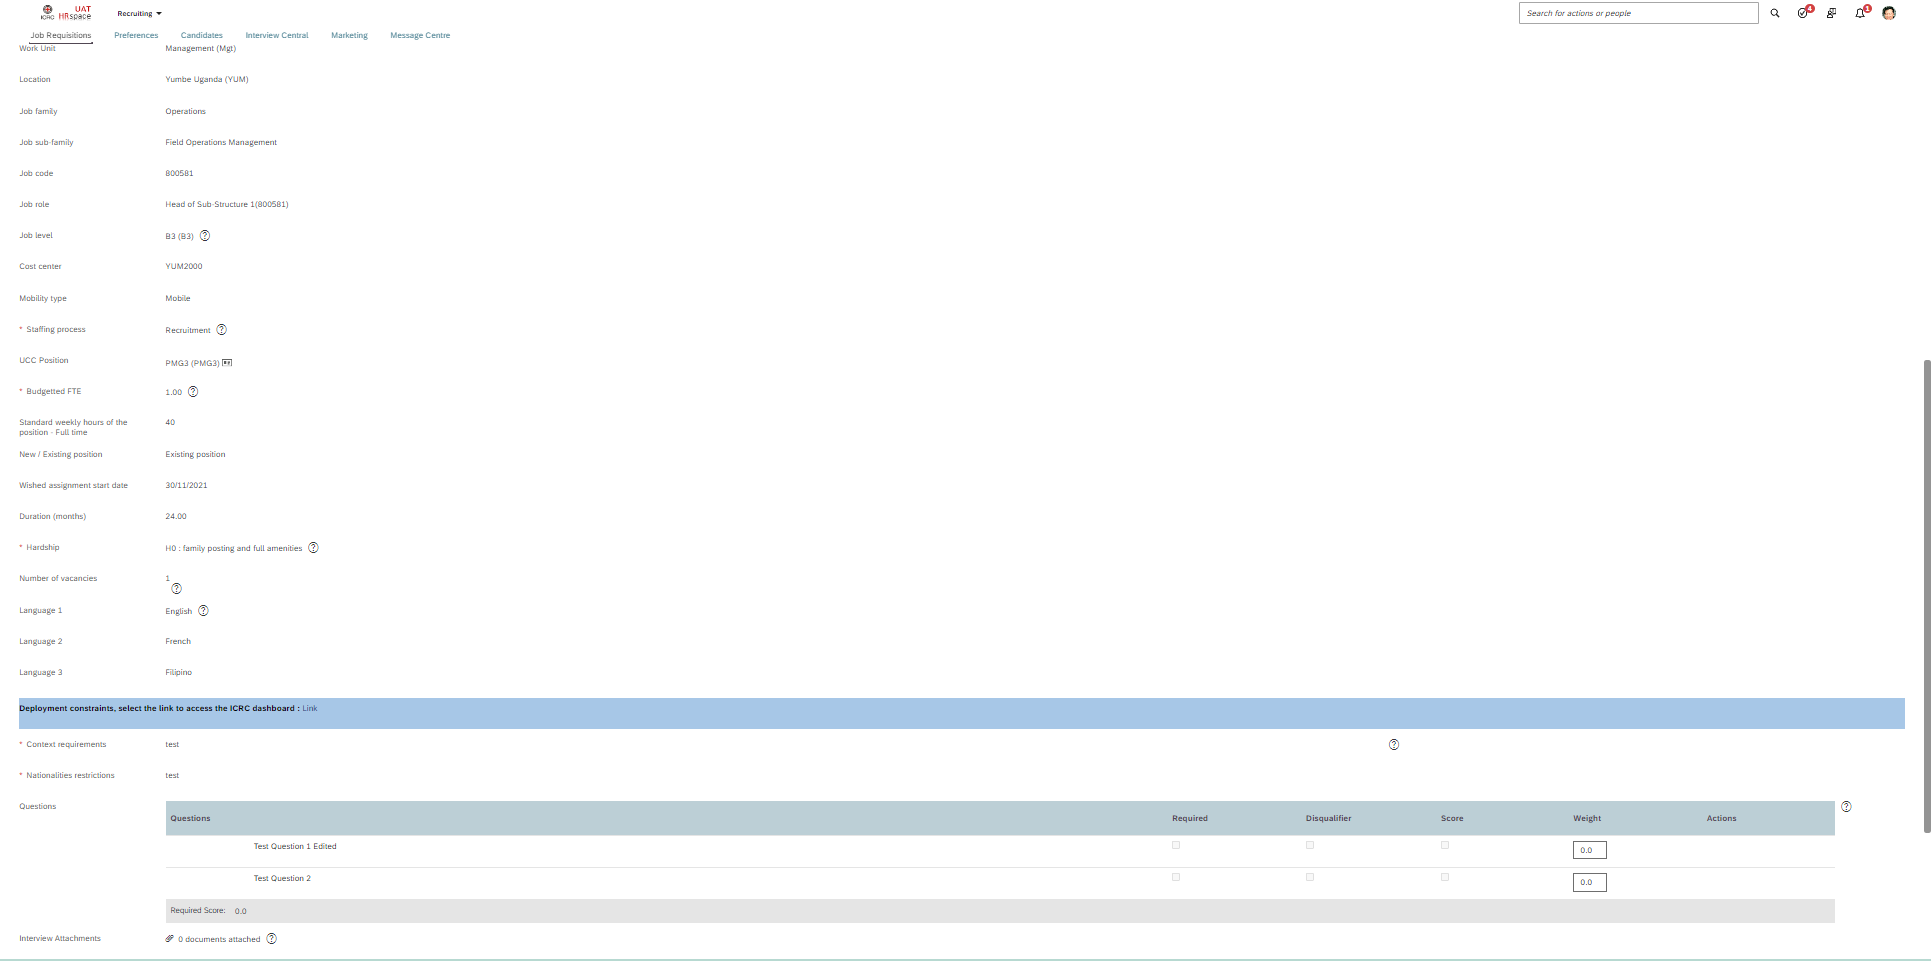 ICRC
UAT
HRspace
Recruiting
Search for actions or people
4
1
Job Requisitions Preferences Candidates Interview Central Marketing Message Centre
Work Unit Management (Mgt)
Location Yumbe Uganda (YUM)
Job family Operations
Job sub-family Field Operations Management
Job code 800581
Job role Head of Sub-Structure 1(800581)
Job level B3 (B3) ?
Cost center YUM2000
Mobility type Mobile
* Staffing process Recruitment ?
UCC Position PMG3 (PMG3)
* Budgetted FTE 1.00 ?
Standard weekly hours of the 40
position - Full time
New / Existing position Existing position
Wished assignment start date 30/11/2021
Duration (months) 24.00
* Hardship H0 : family posting and full amenities ?
Number of vacancies 1
?
Language 1 English ?
Language 2 French
Language 3 Filipino
Deployment constraints, select the link to access the ICRC dashboard : Link
* Context requirements test ?
* Nationalities restrictions test
Questions ?
Questions Required Disqualifier Score Weight Actions
Test Question 1 Edited 0.0
Test Question 2 0.0
Required Score: 0.0
Interview Attachments 0 documents attached ?